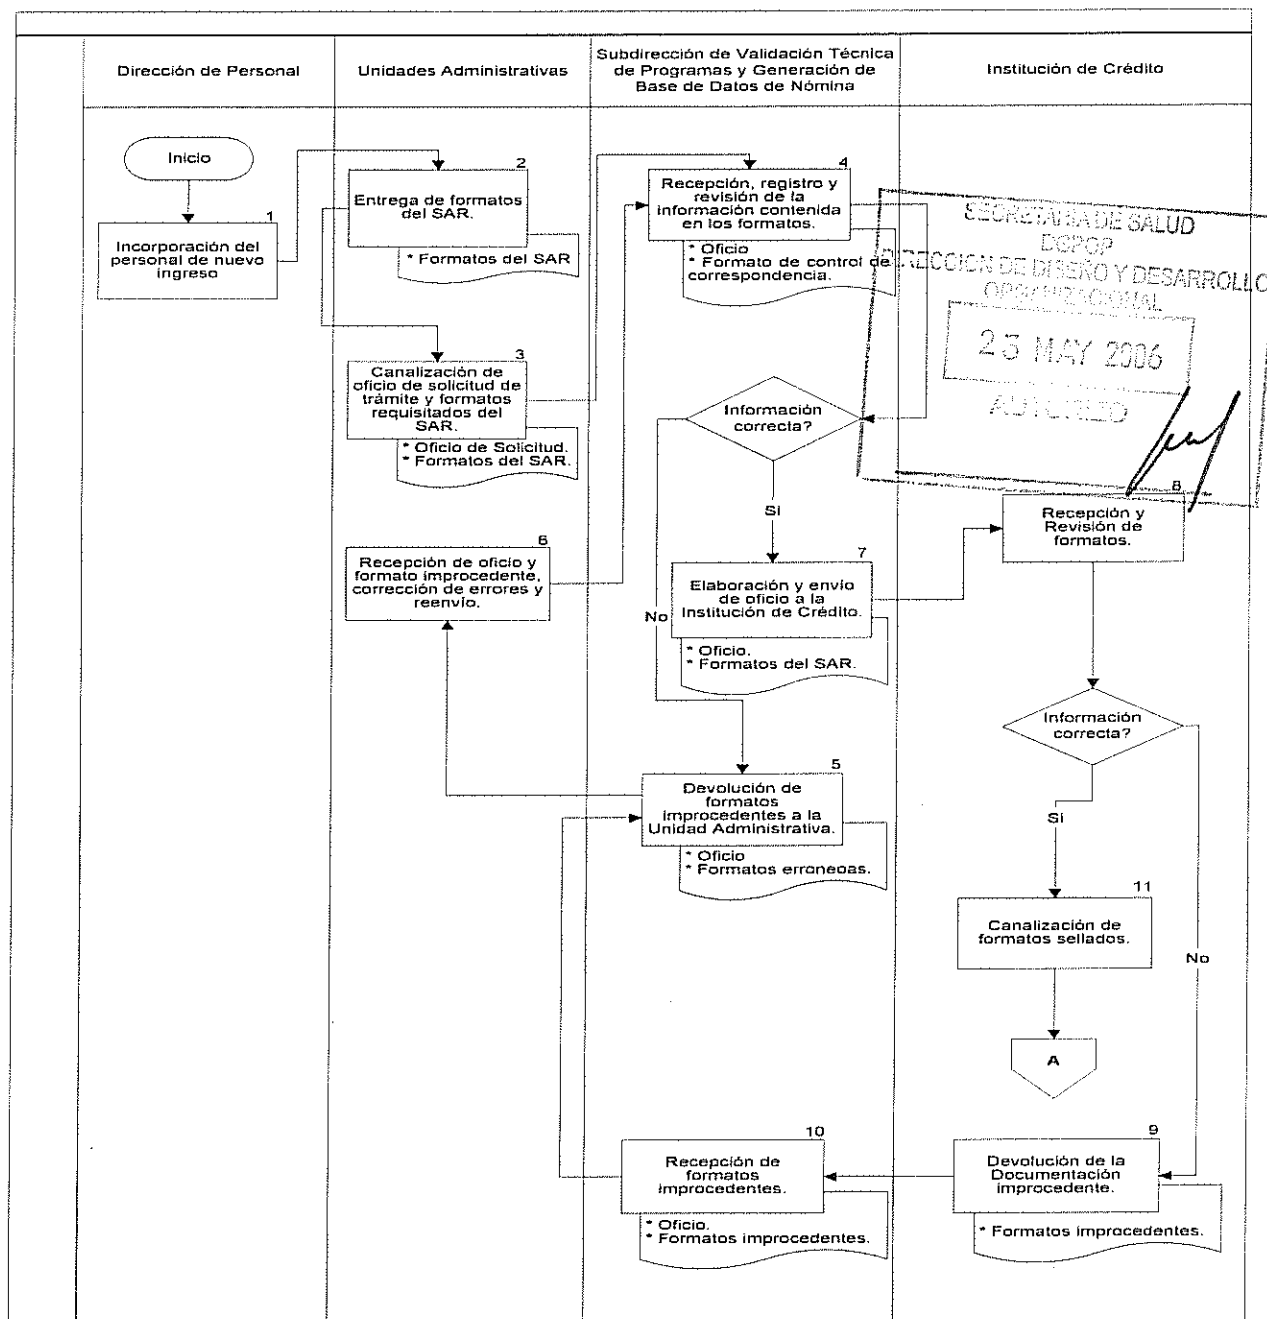 Dirección de Personal
Unidades Administrativas
Subdirección de Validación Técnica
de Programas y Generación de
Base de Datos de Nómina
Institución de Crédito
Inicio
1
Incorporación del
personal de nuevo
ingreso
2
Entrega de formatos
del SAR.
* Formatos del SAR
3
Canalización de
oficio de solicitud de
trámite y formatos
requisitados del
SAR.
* Oficio de Solicitud.
* Formatos del SAR.
4
Recepción, registro y
revisión de la
información contenida
en los formatos.
* Oficio
* Formato de control de
correspondencia.
SECRETARIA DE SALUD
DGPOP
DIRECCION DE DISEÑO Y DESARROLLO
ORGANIZACIONAL
23 MAY 2006
AUTORIZO
Información
correcta?
Sí
No
6
Recepción de oficio y
formato improcedente,
corrección de errores y
reenvío.
7
Elaboración y envío
de oficio a la
Institución de Crédito.
* Oficio.
* Formatos del SAR.
8
Recepción y
Revisión de
formatos.
Información
correcta?
Sí
No
5
Devolución de
formatos
improcedentes a la
Unidad Administrativa.
* Oficio
* Formatos erroneoas.
11
Canalización de
formatos sellados.
A
10
Recepción de
formatos
improcedentes.
* Oficio.
* Formatos improcedentes.
9
Devolución de la
Documentación
improcedente.
* Formatos improcedentes.